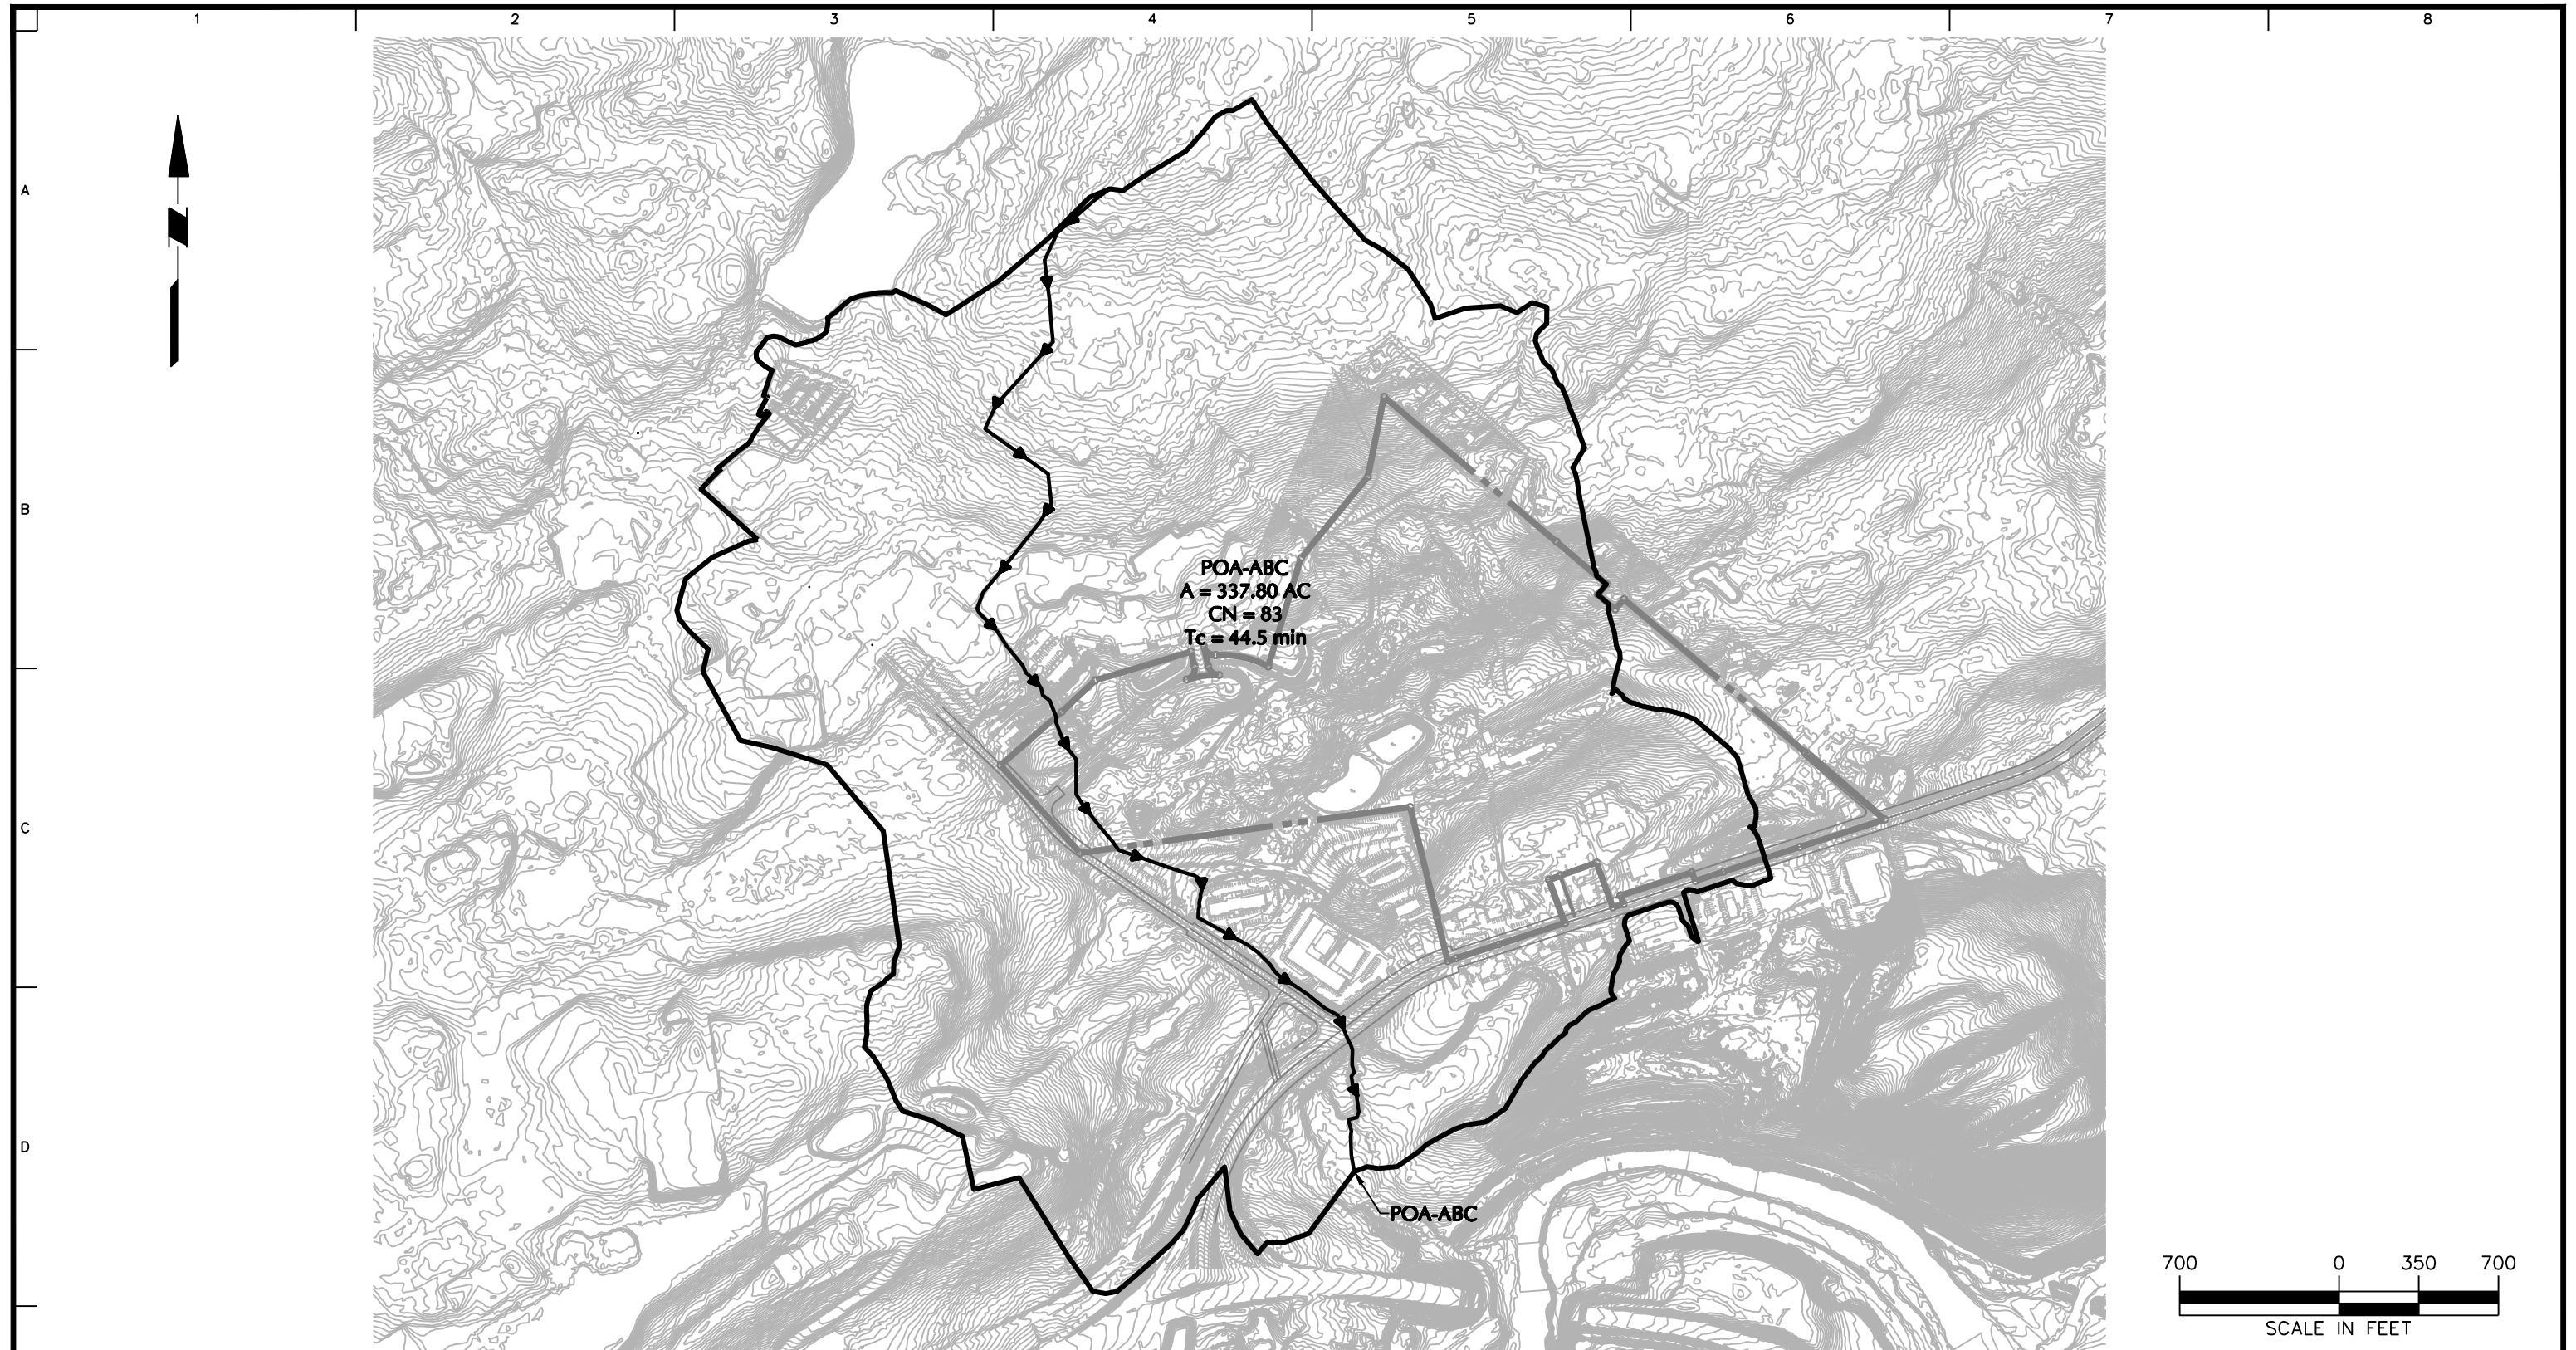 1 2 3 4 5 6 7 8
A
B
POA-ABC
A = 337.80 AC
CN = 83
Tc = 44.5 min
C
D
POA-ABC
700 0 350 700
SCALE IN FEET